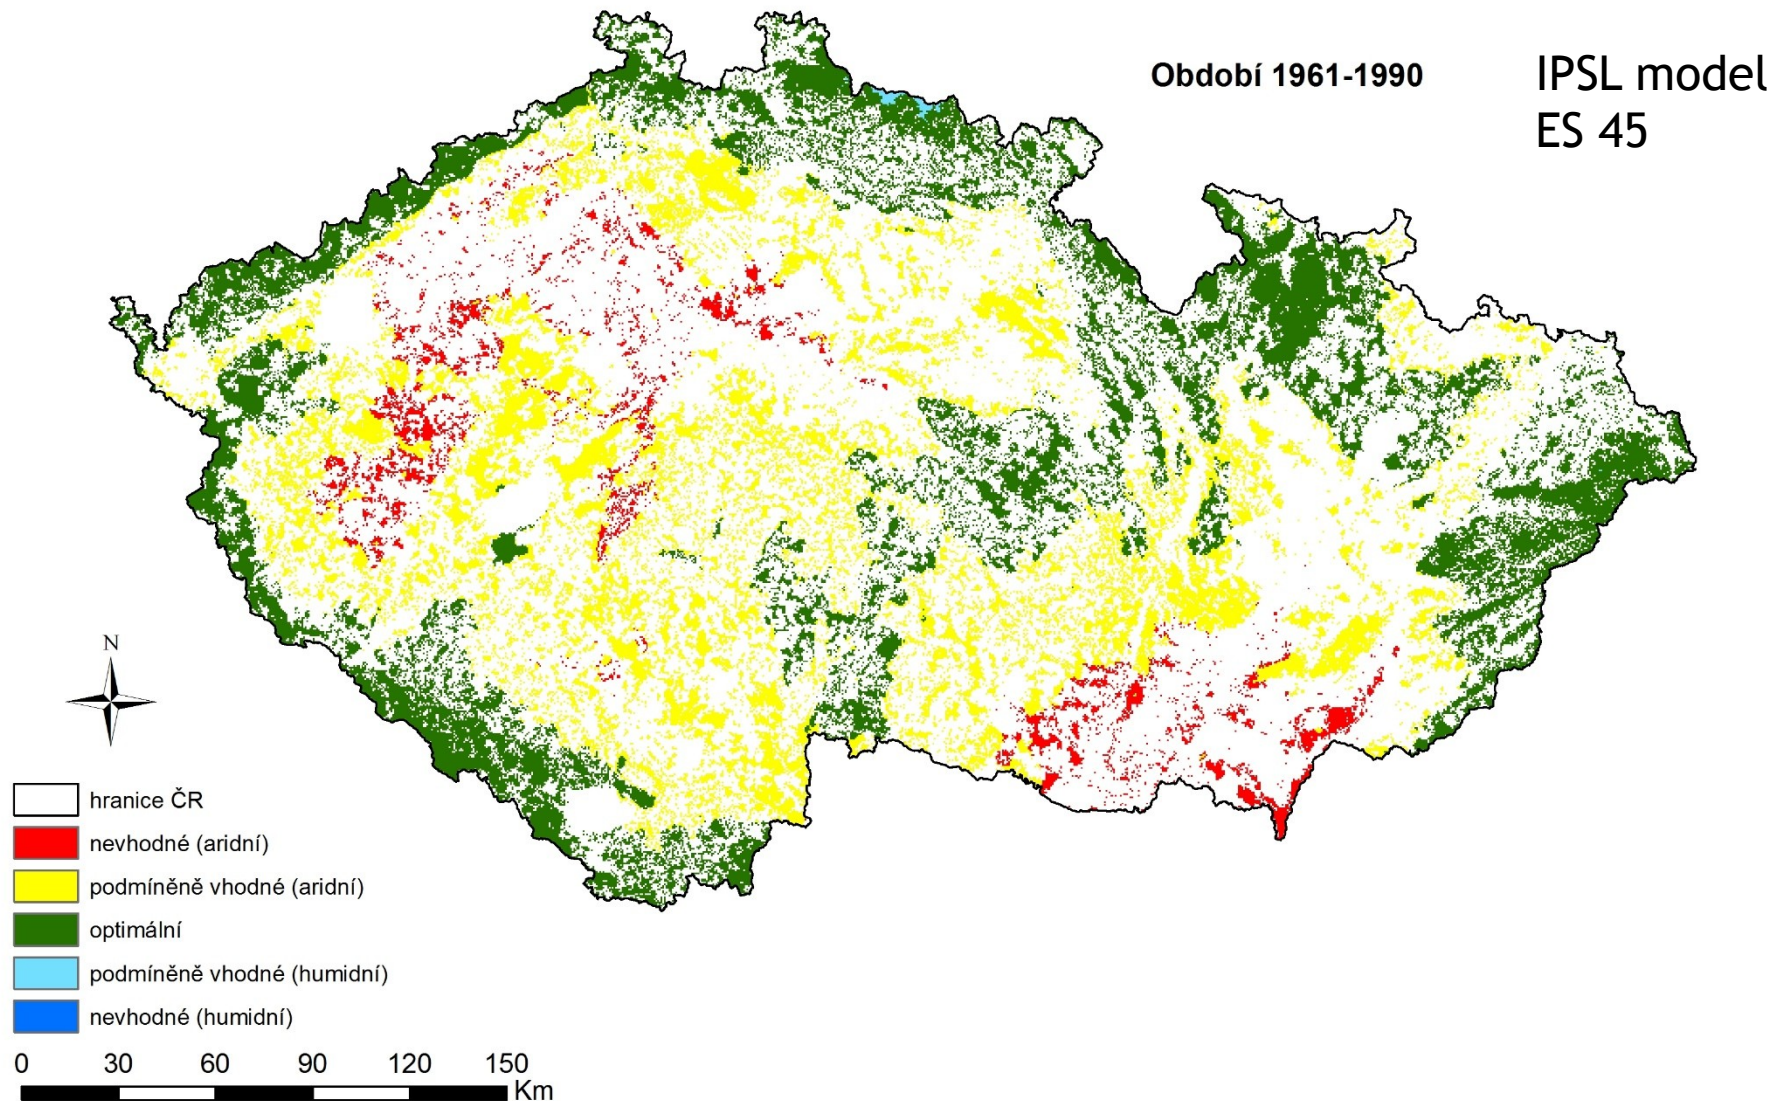 Období 1961-1990
IPSL model
ES 45
N
hranice ČR
nevhodné (aridní)
podmíněně vhodné (aridní)
optimální
podmíněně vhodné (humidní)
nevhodné (humidní)
0 30 60 90 120 150
Km